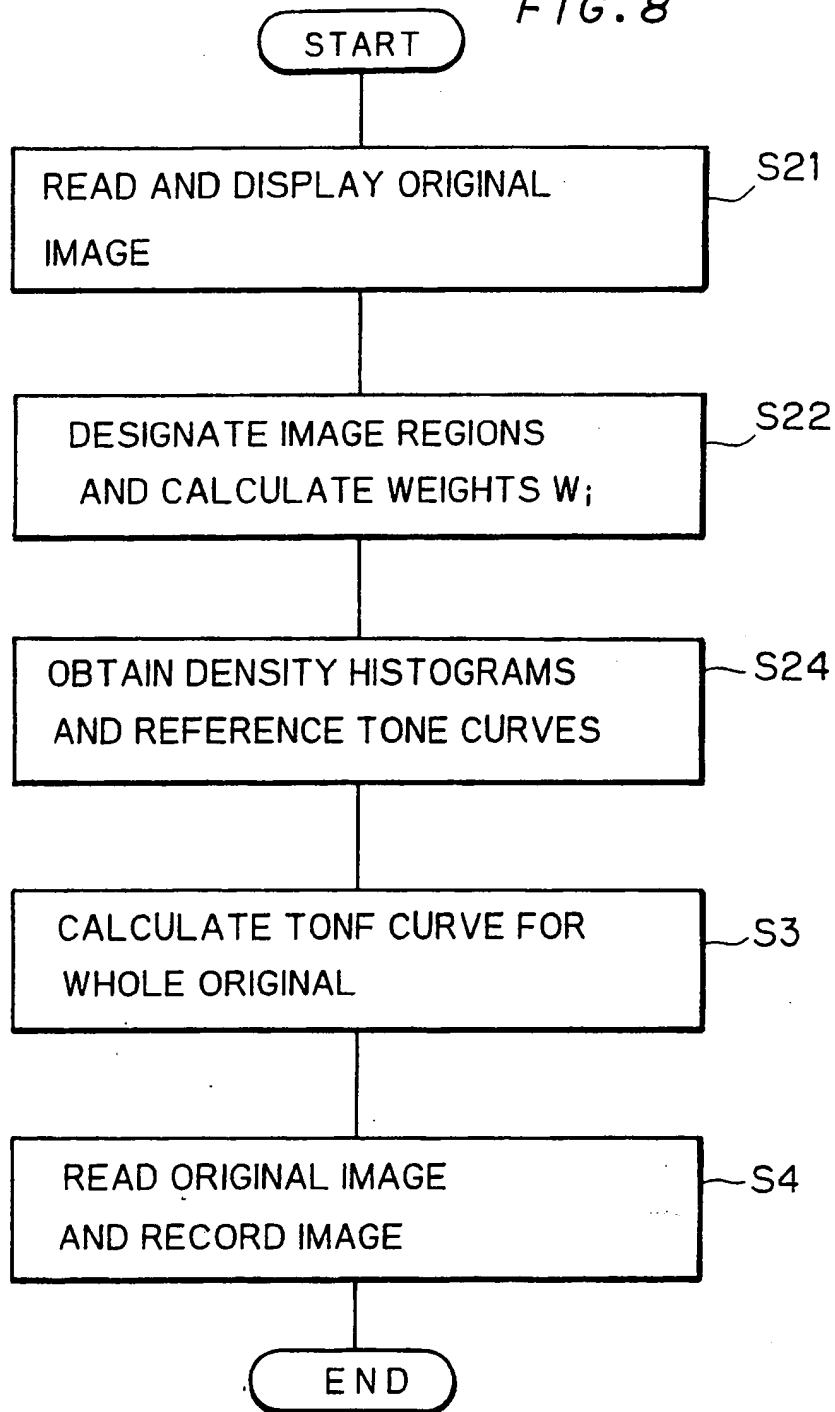 FIG. 8
START
READ AND DISPLAY ORIGINAL
IMAGE
S21
DESIGNATE IMAGE REGIONS
AND CALCULATE WEIGHTS Wi
S22
OBTAIN DENSITY HISTOGRAMS
AND REFERENCE TONE CURVES
S24
CALCULATE TONF CURVE FOR
WHOLE ORIGINAL
S3
READ ORIGINAL IMAGE
AND RECORD IMAGE
S4
END